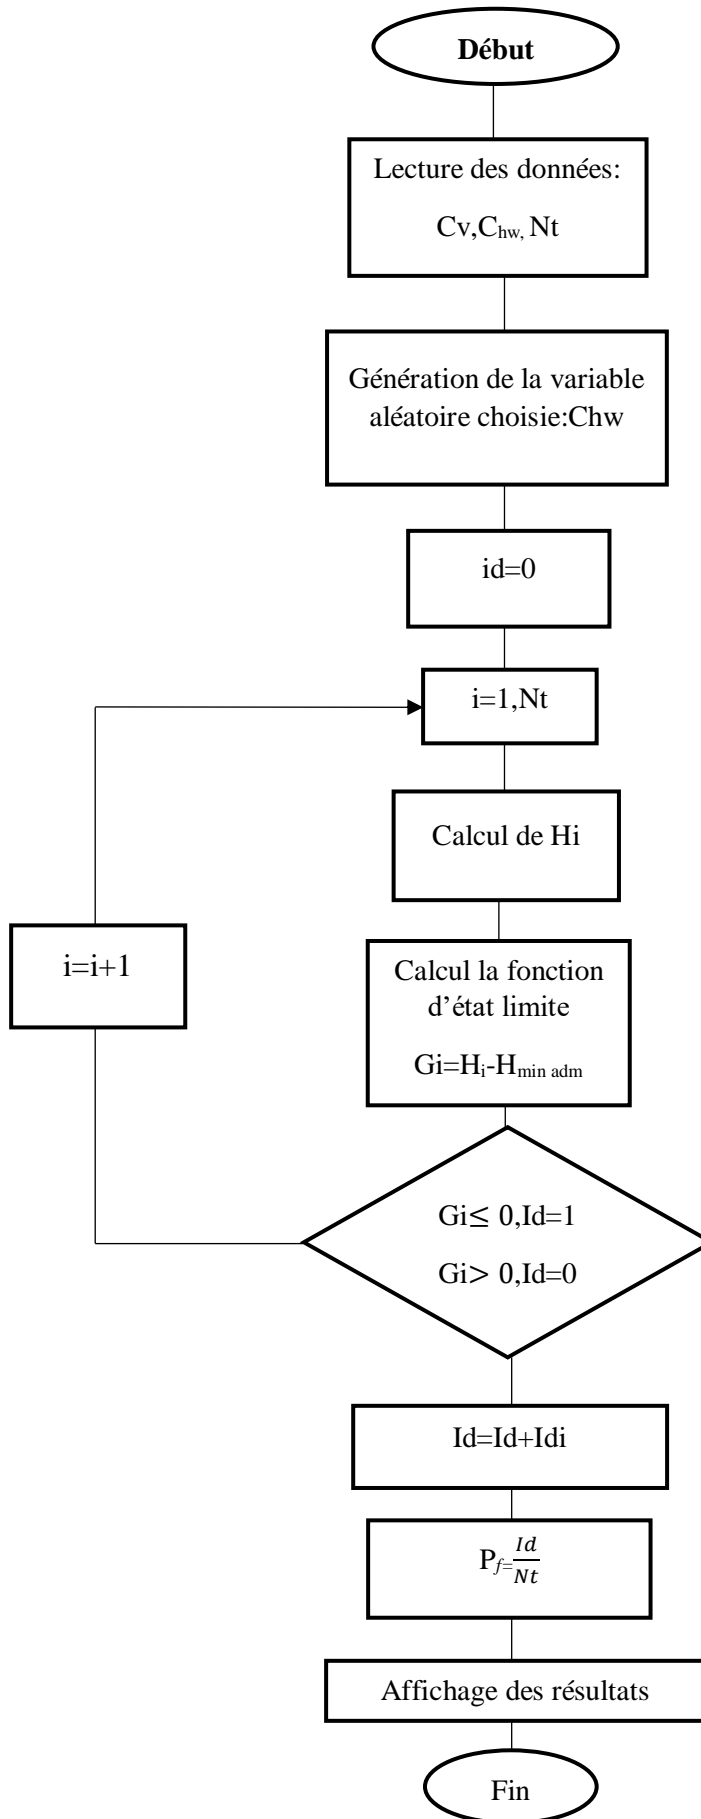 Début
Lecture des données:
Cv,Chw, Nt
Génération de la variable
aléatoire choisie:Chw
id=0
i=1,Nt
Calcul de Hi
i=i+1
Calcul la fonction
d’état limite
Gi=Hi-Hmin adm
Gi≤ 0,Id=1
Gi> 0,Id=0
Id=Id+Idi
Pf=Id/Nt
Affichage des résultats
Fin